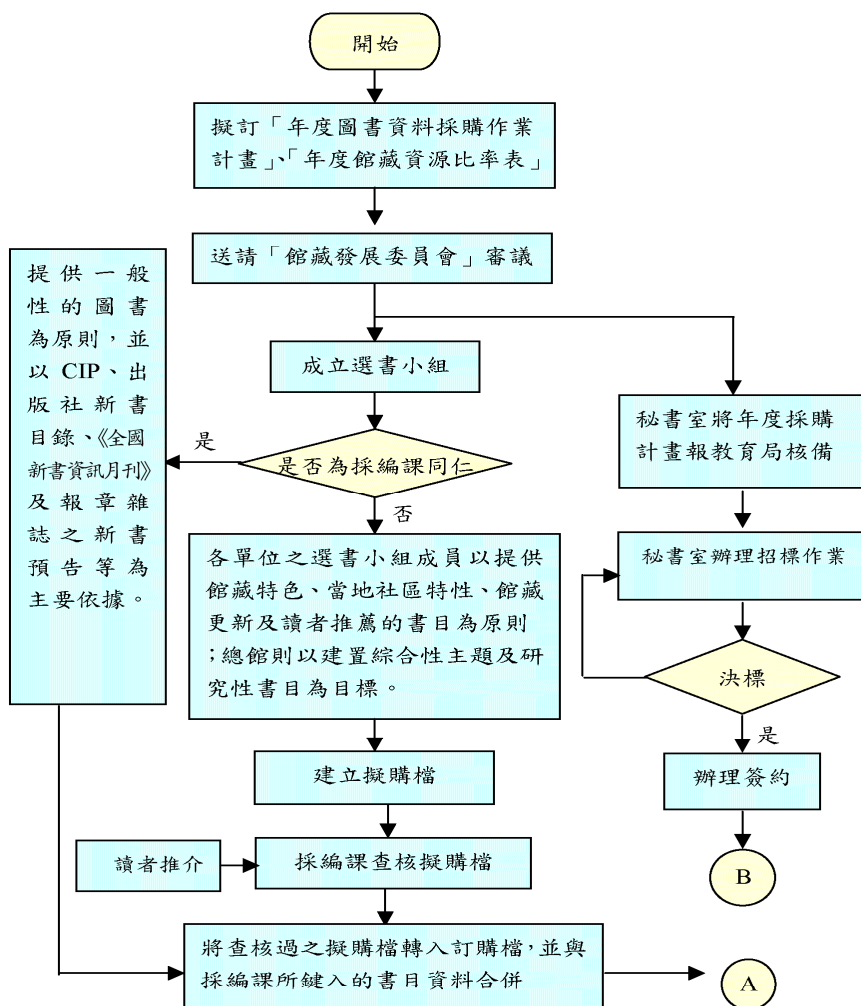 開始
擬訂「年度圖書資料採購作業
計畫」、「年度館藏資源比率表」
送請「館藏發展委員會」審議
提供一般
性的圖書
為原則，並
以 CIP、出
版社新書
目錄、《全國
新書資訊月刊》
及報章雜
誌之新書
預告等為
主要依據。
成立選書小組
是否為採編課同仁
是
否
各單位之選書小組成員以提供
館藏特色、當地社區特性、館藏
更新及讀者推薦的書目為原則
；總館則以建置綜合性主題及研
究性書目為目標。
建立擬購檔
讀者推介
採編課查核擬購檔
將查核過之擬購檔轉入訂購檔，並與
採編課所鍵入的書目資料合併
A
秘書室將年度採購
計畫報教育局核備
秘書室辦理招標作業
決標
是
辦理簽約
B